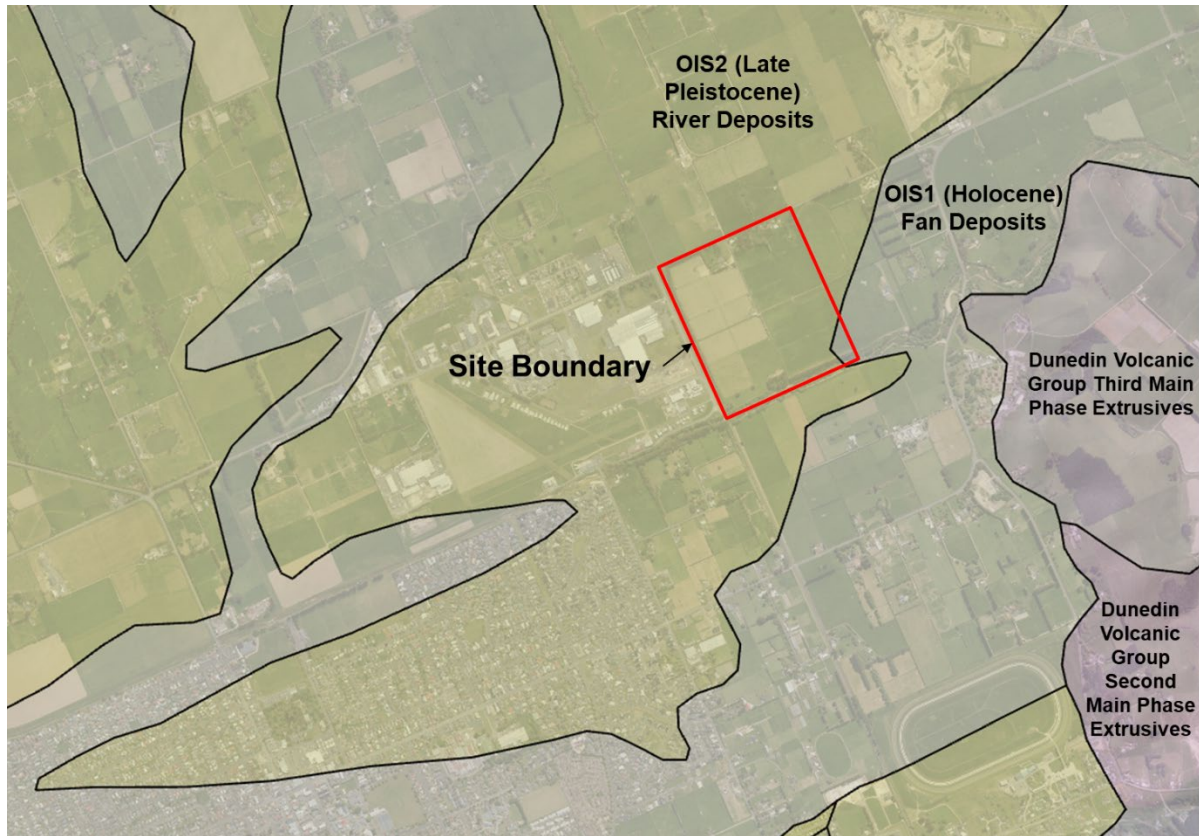 OIS2 (Late
Pleistocene)
River Deposits
OIS1 (Holocene)
Fan Deposits
Site Boundary
Dunedin Volcanic
Group Third Main
Phase Extrusives
Dunedin
Volcanic
Group
Second
Main Phase
Extrusives